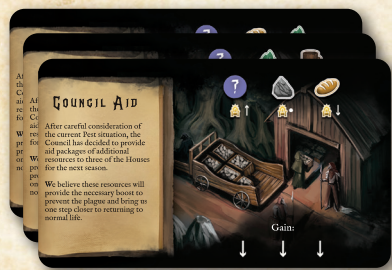 COUNCIL AID
After careful consideration of
the current Pest situation, the
Council has decided to provide
aid packages of additional
resources to three of the Houses
for the next season.
We believe these resources will
provide the necessary boost to
prevent the plague and bring us
one step closer to returning to
normal life.
?
Gain:
?